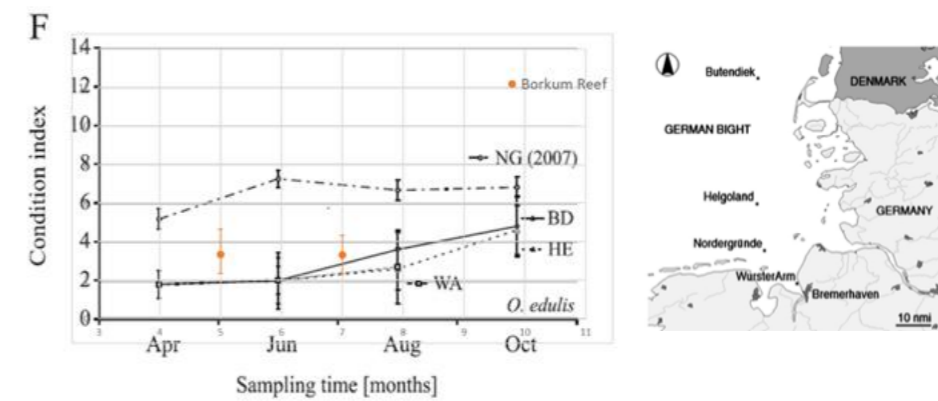 F
14
12
10
8
6
4
2
0
Condition index
Borkum Reef
NG (2007)
BD
HE
WA
O. edulis
3 4 5 6 7 8 9 10 11
Apr Jun Aug Oct
Sampling time [months]
Butendiek
DENMARK
GERMAN BIGHT
Helgoland
GERMANY
Nordergründe
WursterArm
Bremerhaven
10 nmi